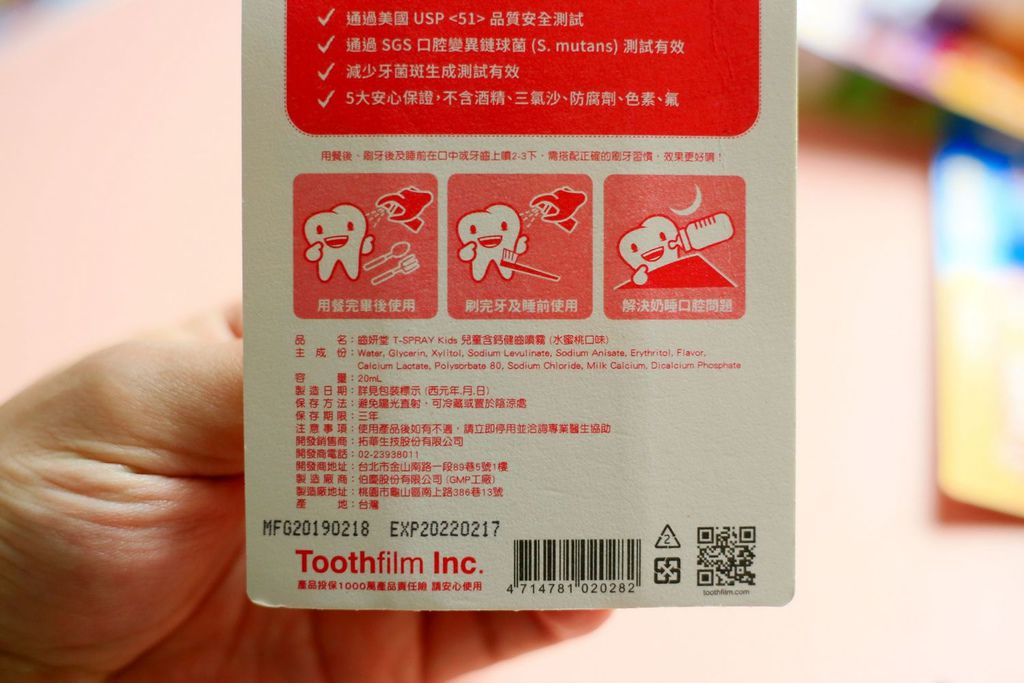 ✓ 通過美國 USP <51> 品質安全測試
✓ 通過 SGS 口腔變異鏈球菌 (S. mutans) 測試有效
✓ 減少牙菌斑生成測試有效
✓ 5大安心保證，不含酒精、三氯沙、防腐劑、色素、氟
用餐後、刷牙後及睡前在口中或牙齒上噴2-3下，需搭配正確的刷牙習慣，效果更好唷！
用餐完畢後使用
刷完牙及睡前使用
解決奶睡口腔問題
品 名：齒妍堂 T-SPRAY Kids 兒童含鈣健齒噴霧 (水蜜桃口味)
主 成 份：Water, Glycerin, Xylitol, Sodium Levulinate, Sodium Anisate, Erythritol, Flavor,
Calcium Lactate, Polysorbate 80, Sodium Chloride, Milk Calcium, Dicalcium Phosphate
容 量：20mL
製造日期：詳見包裝標示 (西元年.月.日)
保存方法：避免陽光直射，可冷藏或置於陰涼處
保存期限：三年
注意事項：使用產品後如有不適，請立即停用並洽詢專業醫生協助
開發銷售商：拓華生技股份有限公司
開發商電話：02-23938011
開發商地址：台北市金山南路一段89巷5號1樓
製造廠商：伯慶股份有限公司 (GMP工廠)
製造廠地址：桃園市龜山區南上路386巷13號
產 地：台灣
MFG20190218 EXP20220217
Toothfilm Inc.
產品投保1000萬產品責任險 請安心使用
4 714781 020282
2
toothfilm.com